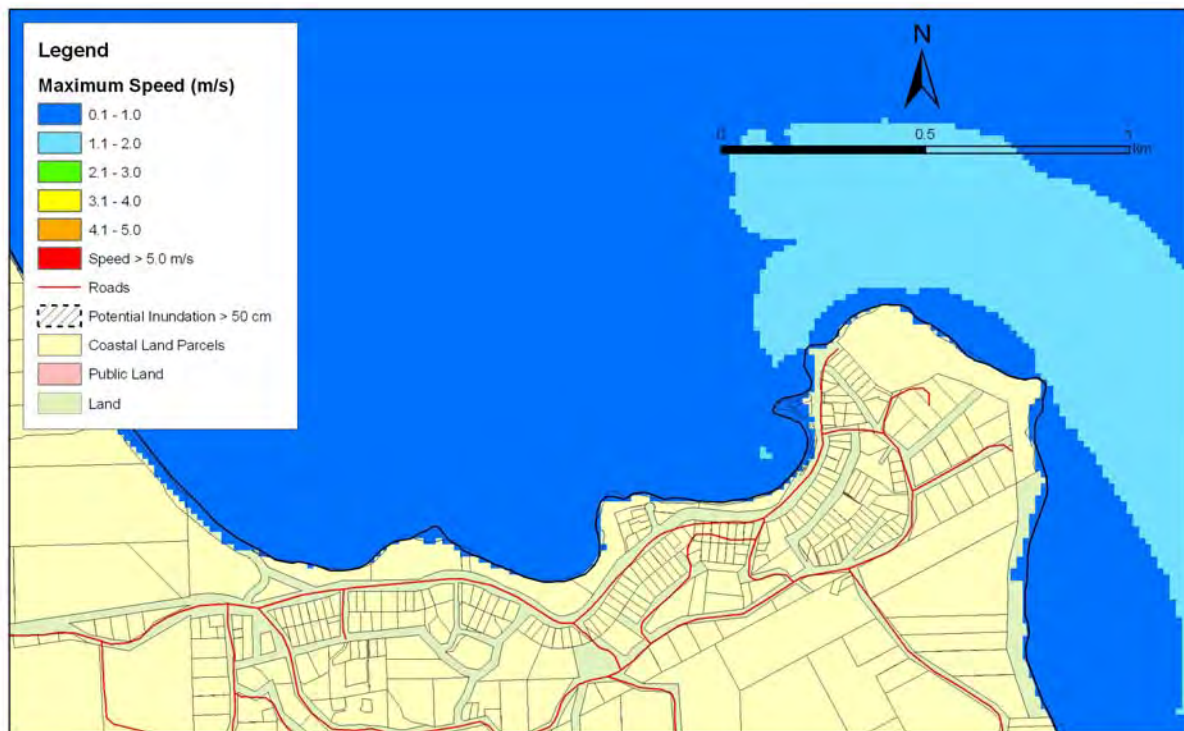 Legend
Maximum Speed (m/s)
0.1 - 1.0
1.1 - 2.0
2.1 - 3.0
3.1 - 4.0
4.1 - 5.0
Speed > 5.0 m/s
Roads
Potential Inundation > 50 cm
Coastal Land Parcels
Public Land
Land
N
0 0.5 1
Km